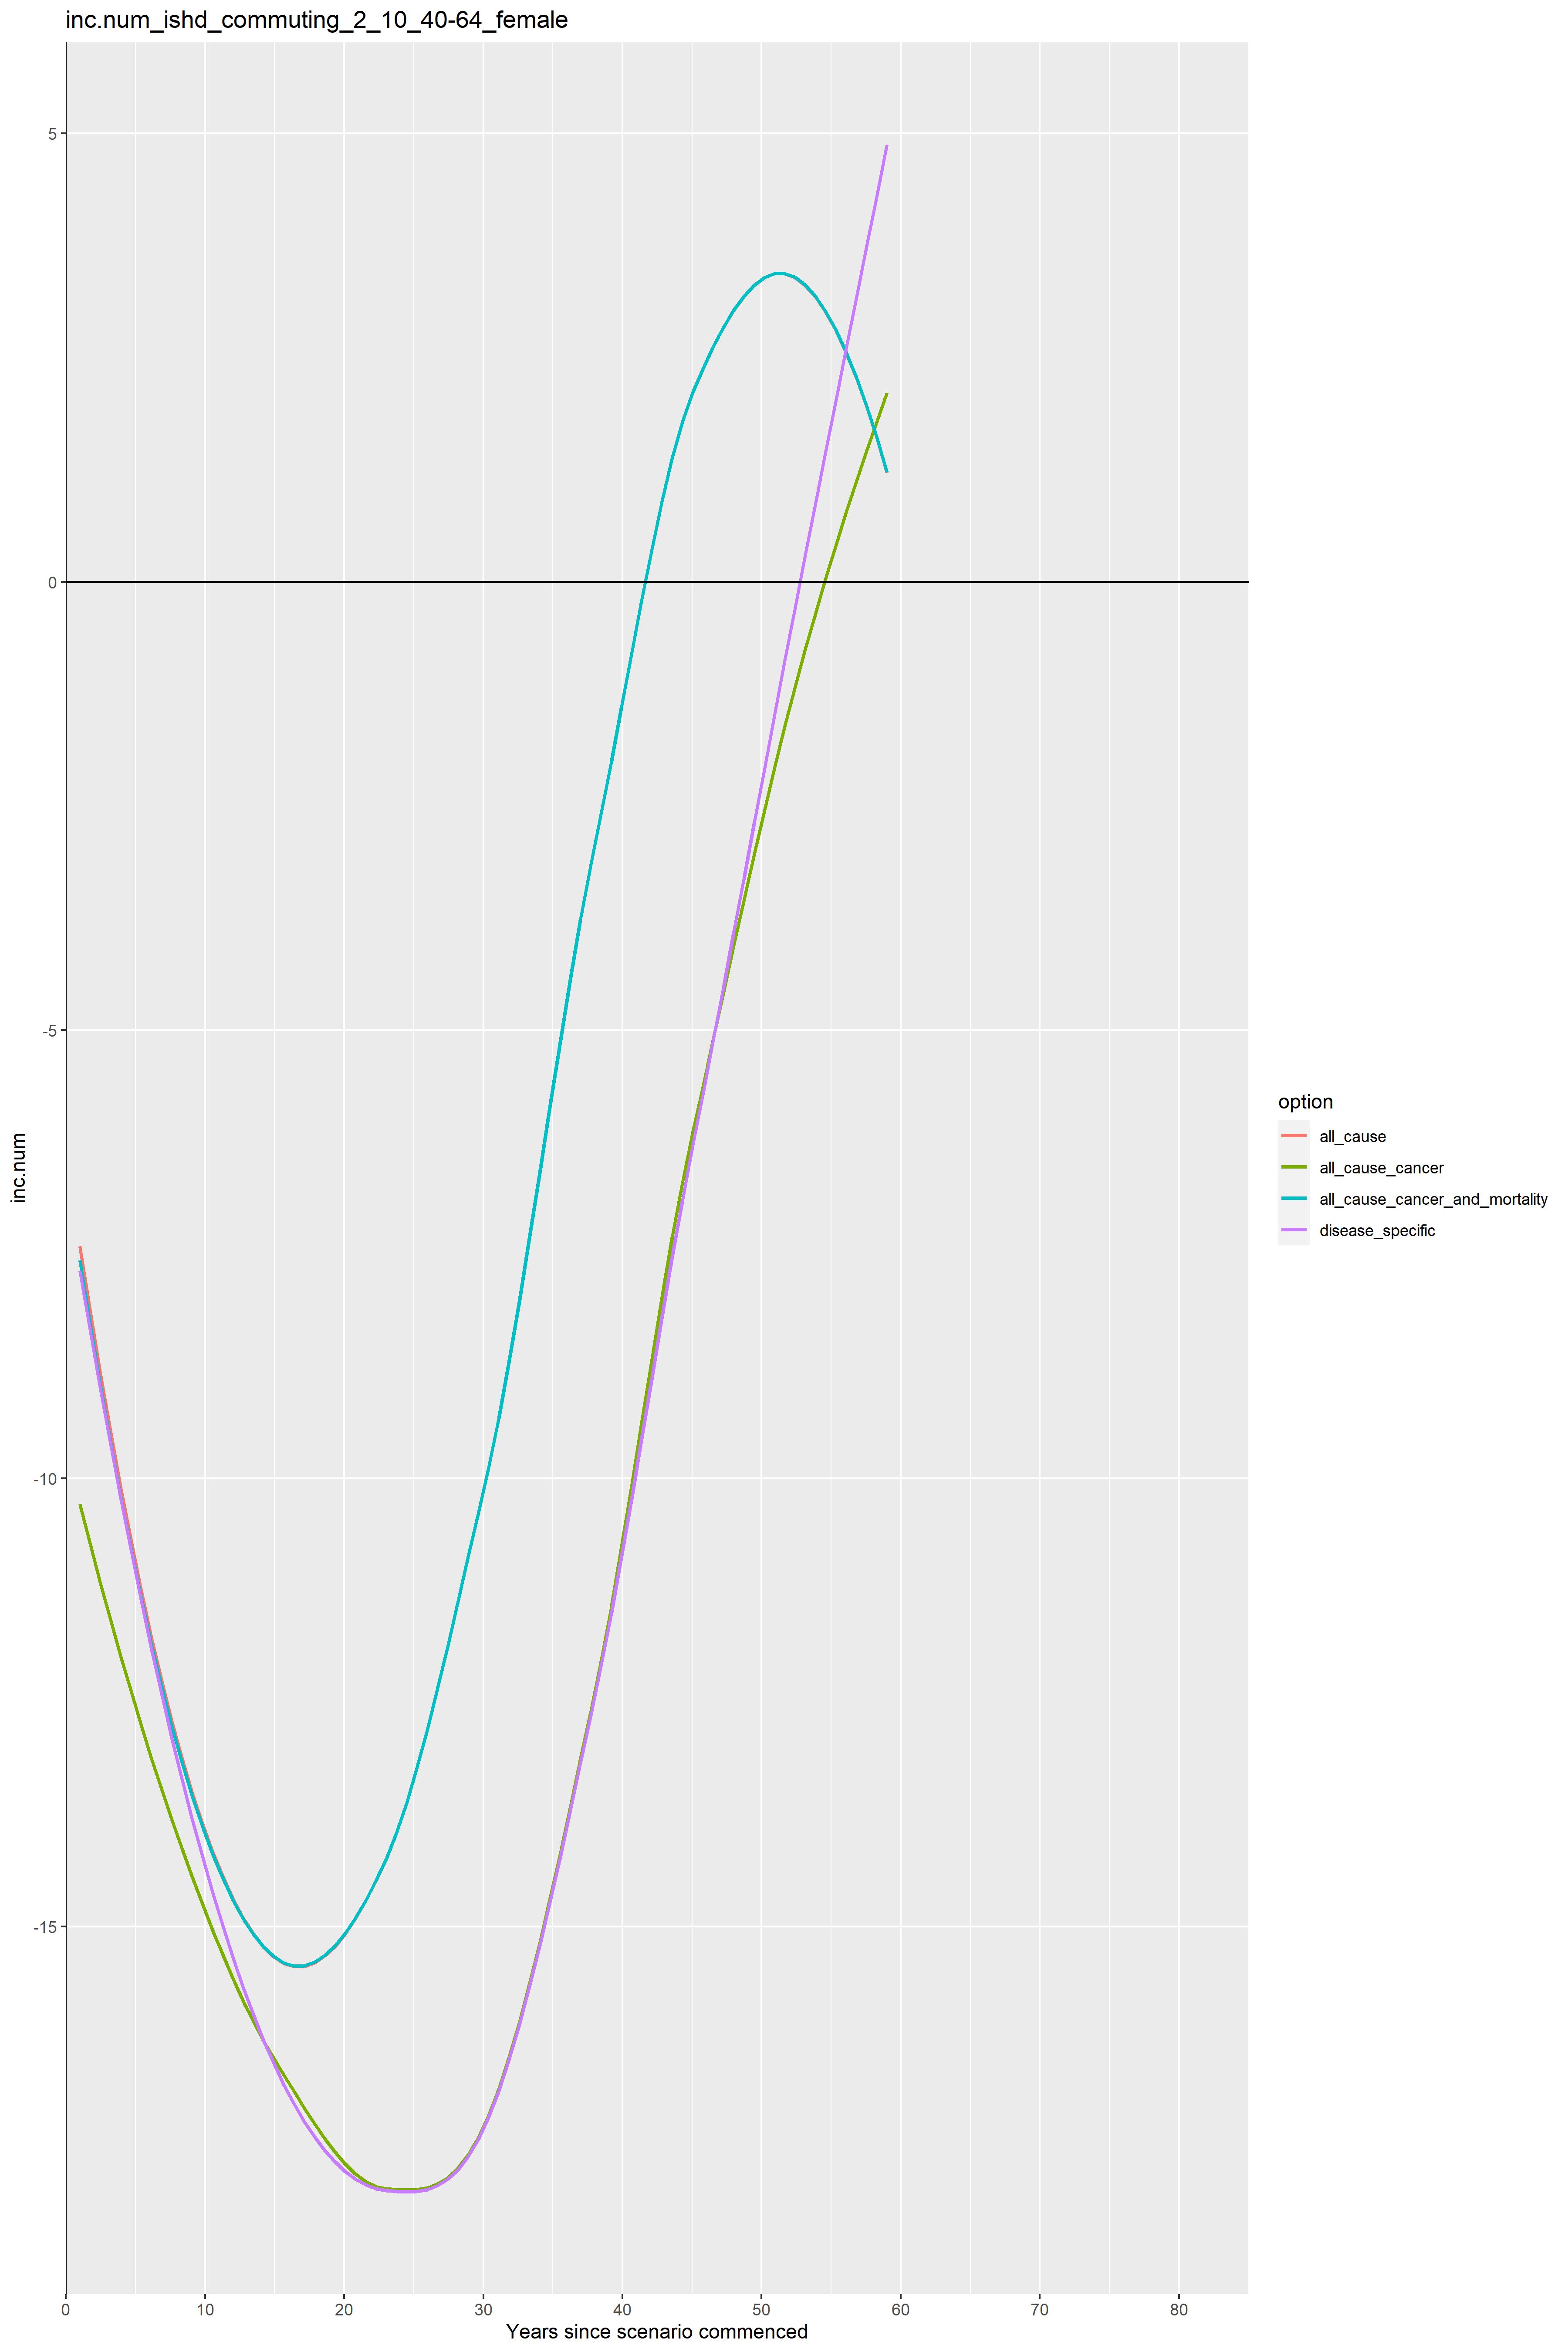 inc.num_ishd_commuting_2_10_40-64_female
5
0
-5
-10
-15
inc.num
0 10 20 30 40 50 60 70 80
Years since scenario commenced
option
all_cause
all_cause_cancer
all_cause_cancer_and_mortality
disease_specific